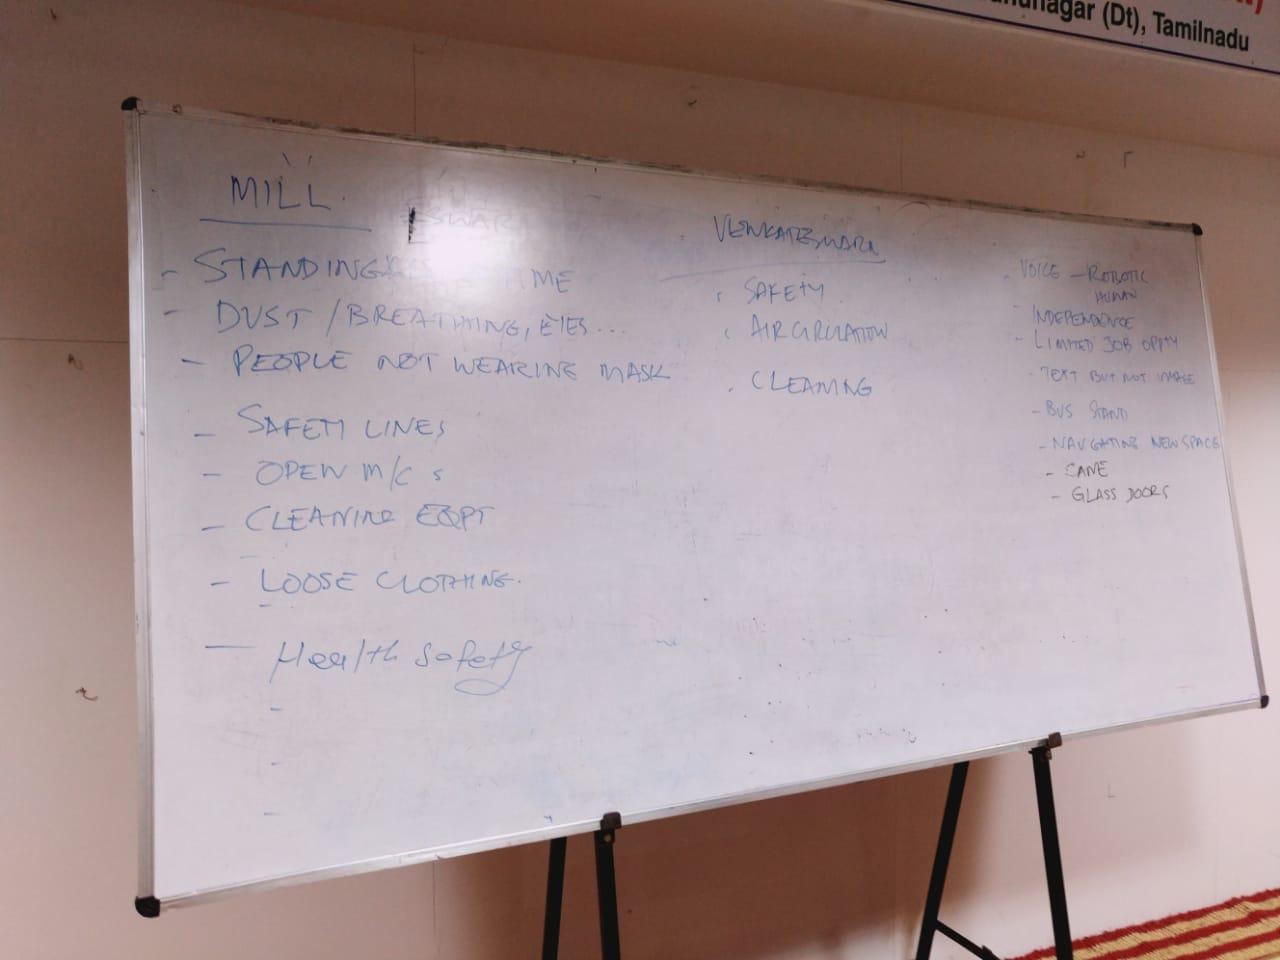 nagar (Dt), Tamilnadu
MILL
STANDING TIME
- DUST / BREATHING, EYES ...
- PEOPLE NOT WEARING MASK
- SAFETY LINES
- OPEN M/C s
- CLEANING EQPT
- LOOSE CLOTHING.
- Health safety
VENKATESWARA
SAFETY
AIR CIRCULATION
CLEANING
VOICE - ROBOTIC
HUMAN
- INDEPENDENCE
- LIMITED JOB OPPTY
- TEXT BUT NOT IMAGE
- BUS STAND
- NAVIGATING NEW SPACE
- CANE
- GLASS DOORS